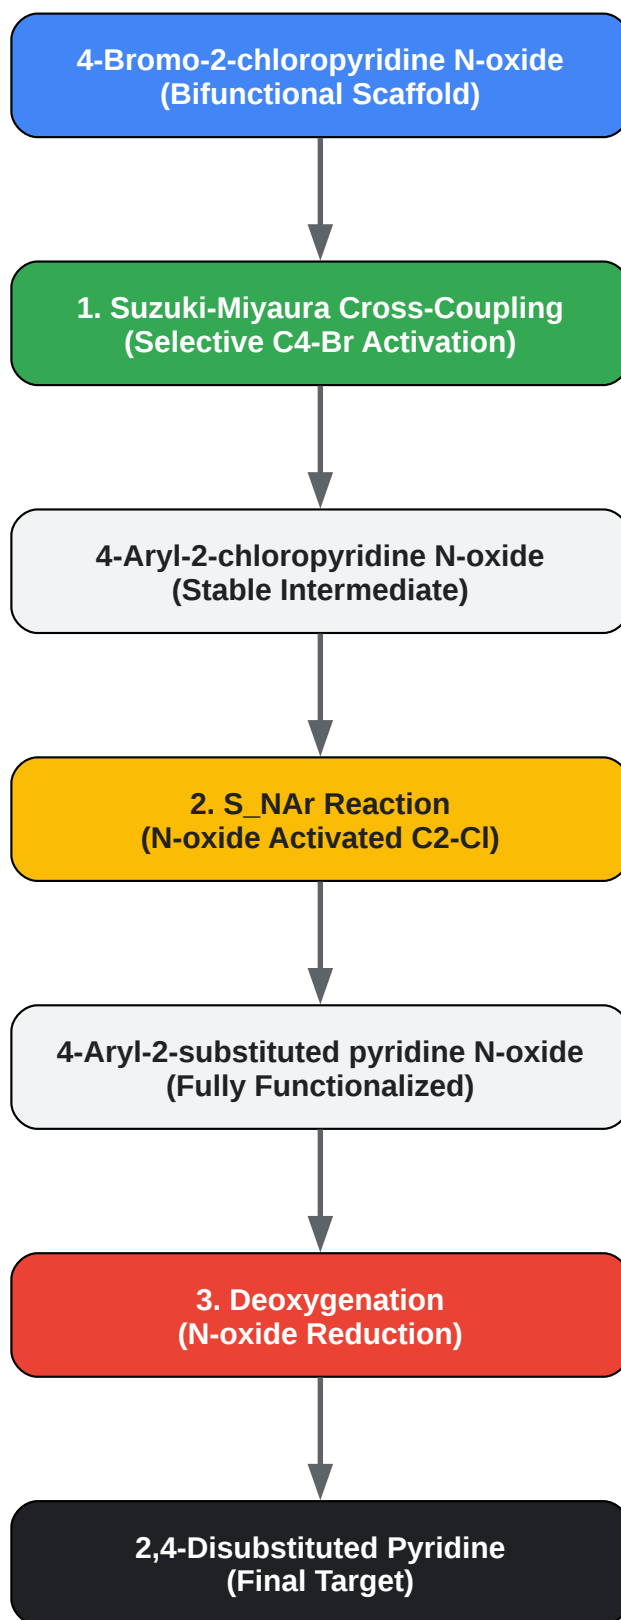 4-Bromo-2-chloropyridine N-oxide
(Bifunctional Scaffold)
1. Suzuki-Miyaura Cross-Coupling
(Selective C4-Br Activation)
4-Aryl-2-chloropyridine N-oxide
(Stable Intermediate)
2. S_NAr Reaction
(N-oxide Activated C2-Cl)
4-Aryl-2-substituted pyridine N-oxide
(Fully Functionalized)
3. Deoxygenation
(N-oxide Reduction)
2,4-Disubstituted Pyridine
(Final Target)